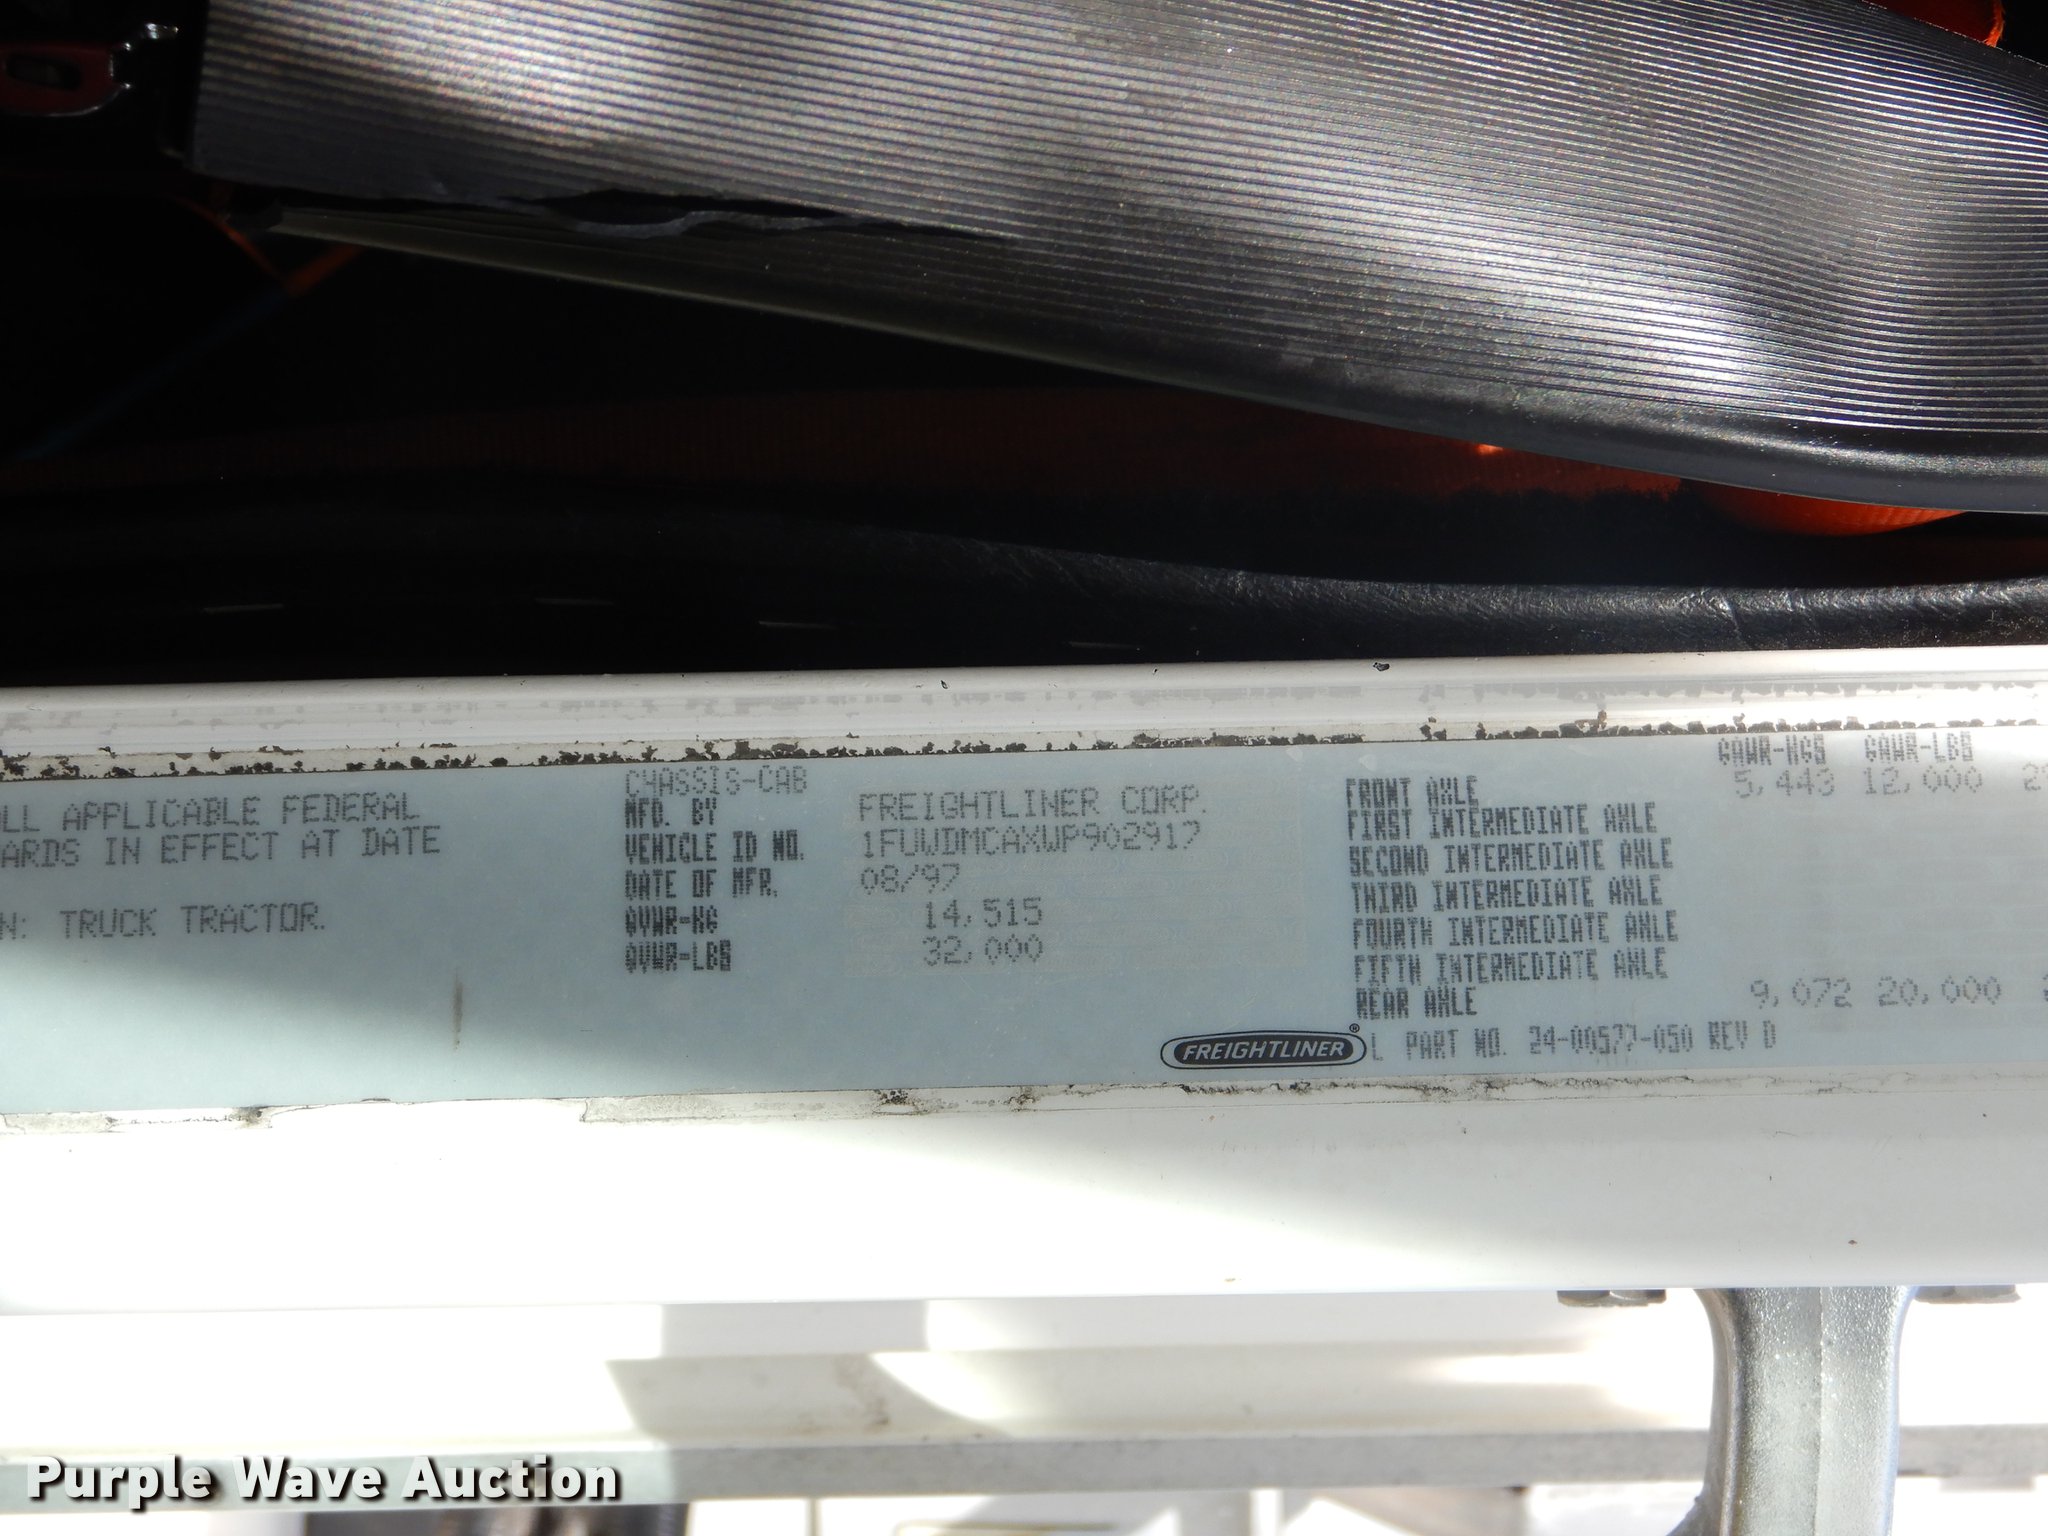 OLL APPLICABLE FEDERAL
ARDS IN EFFECT AT DATE
N: TRUCK TRACTOR.
CHASSIS-CAB
MFD. BY FREIGHTLINER CORP.
VEHICLE ID NO. 1FUWDMCAXWP902917
DATE OF MFR. 08/97
GVWR-KG 14,515
GVWR-LBS 32,000
GAWR-KGS GAWR-LBS
FRONT AXLE 5,443 12,000
FIRST INTERMEDIATE AXLE
SECOND INTERMEDIATE AXLE
THIRD INTERMEDIATE AXLE
FOURTH INTERMEDIATE AXLE
FIFTH INTERMEDIATE AXLE
REAR AXLE 9,072 20,000
FREIGHTLINER® L PART NO. 24-00577-050 REV D
Purple Wave Auction